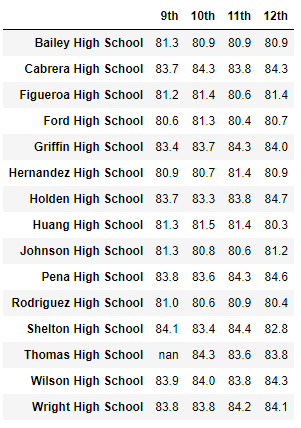 9th 10th 11th 12th
Bailey High School 81.3 80.9 80.9 80.9
Cabrera High School 83.7 84.3 83.8 84.3
Figueroa High School 81.2 81.4 80.6 81.4
Ford High School 80.6 81.3 80.4 80.7
Griffin High School 83.4 83.7 84.3 84.0
Hernandez High School 80.9 80.7 81.4 80.9
Holden High School 83.7 83.3 83.8 84.7
Huang High School 81.3 81.5 81.4 80.3
Johnson High School 81.3 80.8 80.6 81.2
Pena High School 83.8 83.6 84.3 84.6
Rodriguez High School 81.0 80.6 80.9 80.4
Shelton High School 84.1 83.4 84.4 82.8
Thomas High School nan 84.3 83.6 83.8
Wilson High School 83.9 84.0 83.8 84.3
Wright High School 83.8 83.8 84.2 84.1